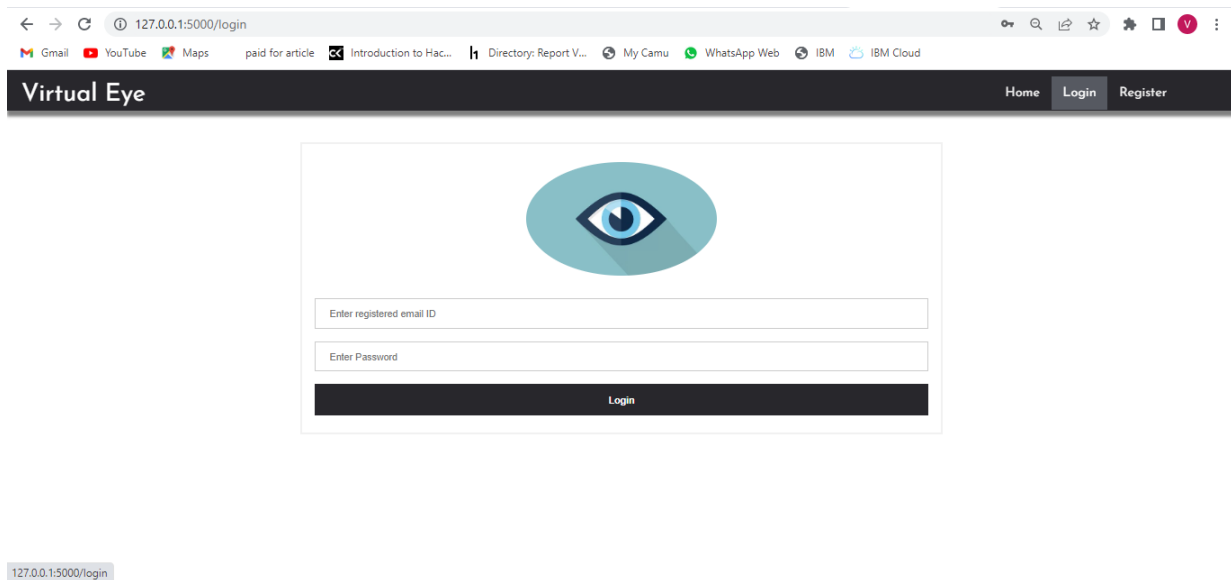 127.0.0.1:5000/login
Gmail YouTube Maps paid for article CK Introduction to Hac... h1 Directory: Report V... My Camu WhatsApp Web IBM IBM Cloud
V
Virtual Eye Home Login Register
Enter registered email ID
Enter Password
Login
127.0.0.1:5000/login